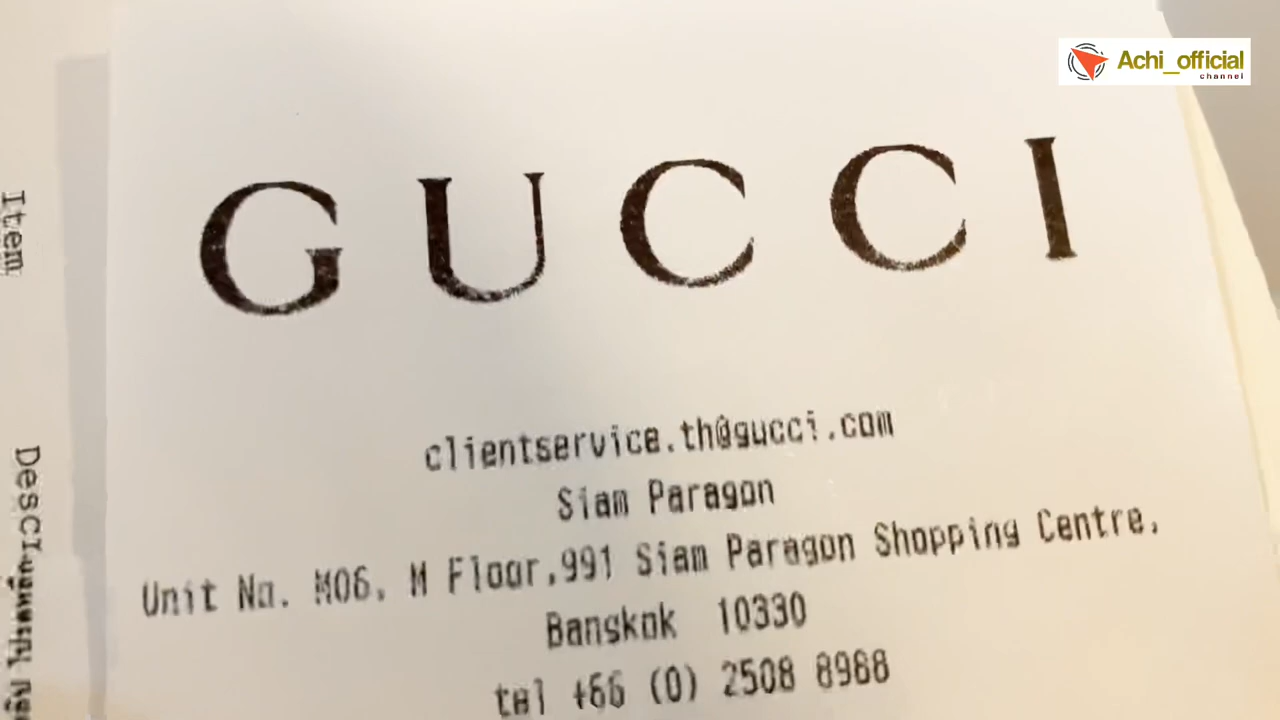 Achi_official
channel
GUCCI
clientservice.th@gucci.com
Siam Paragon
Unit No. M06, M Floor,991 Siam Paragon Shopping Centre,
Bangkok 10330
tel +66 (0) 2508 8988
Item